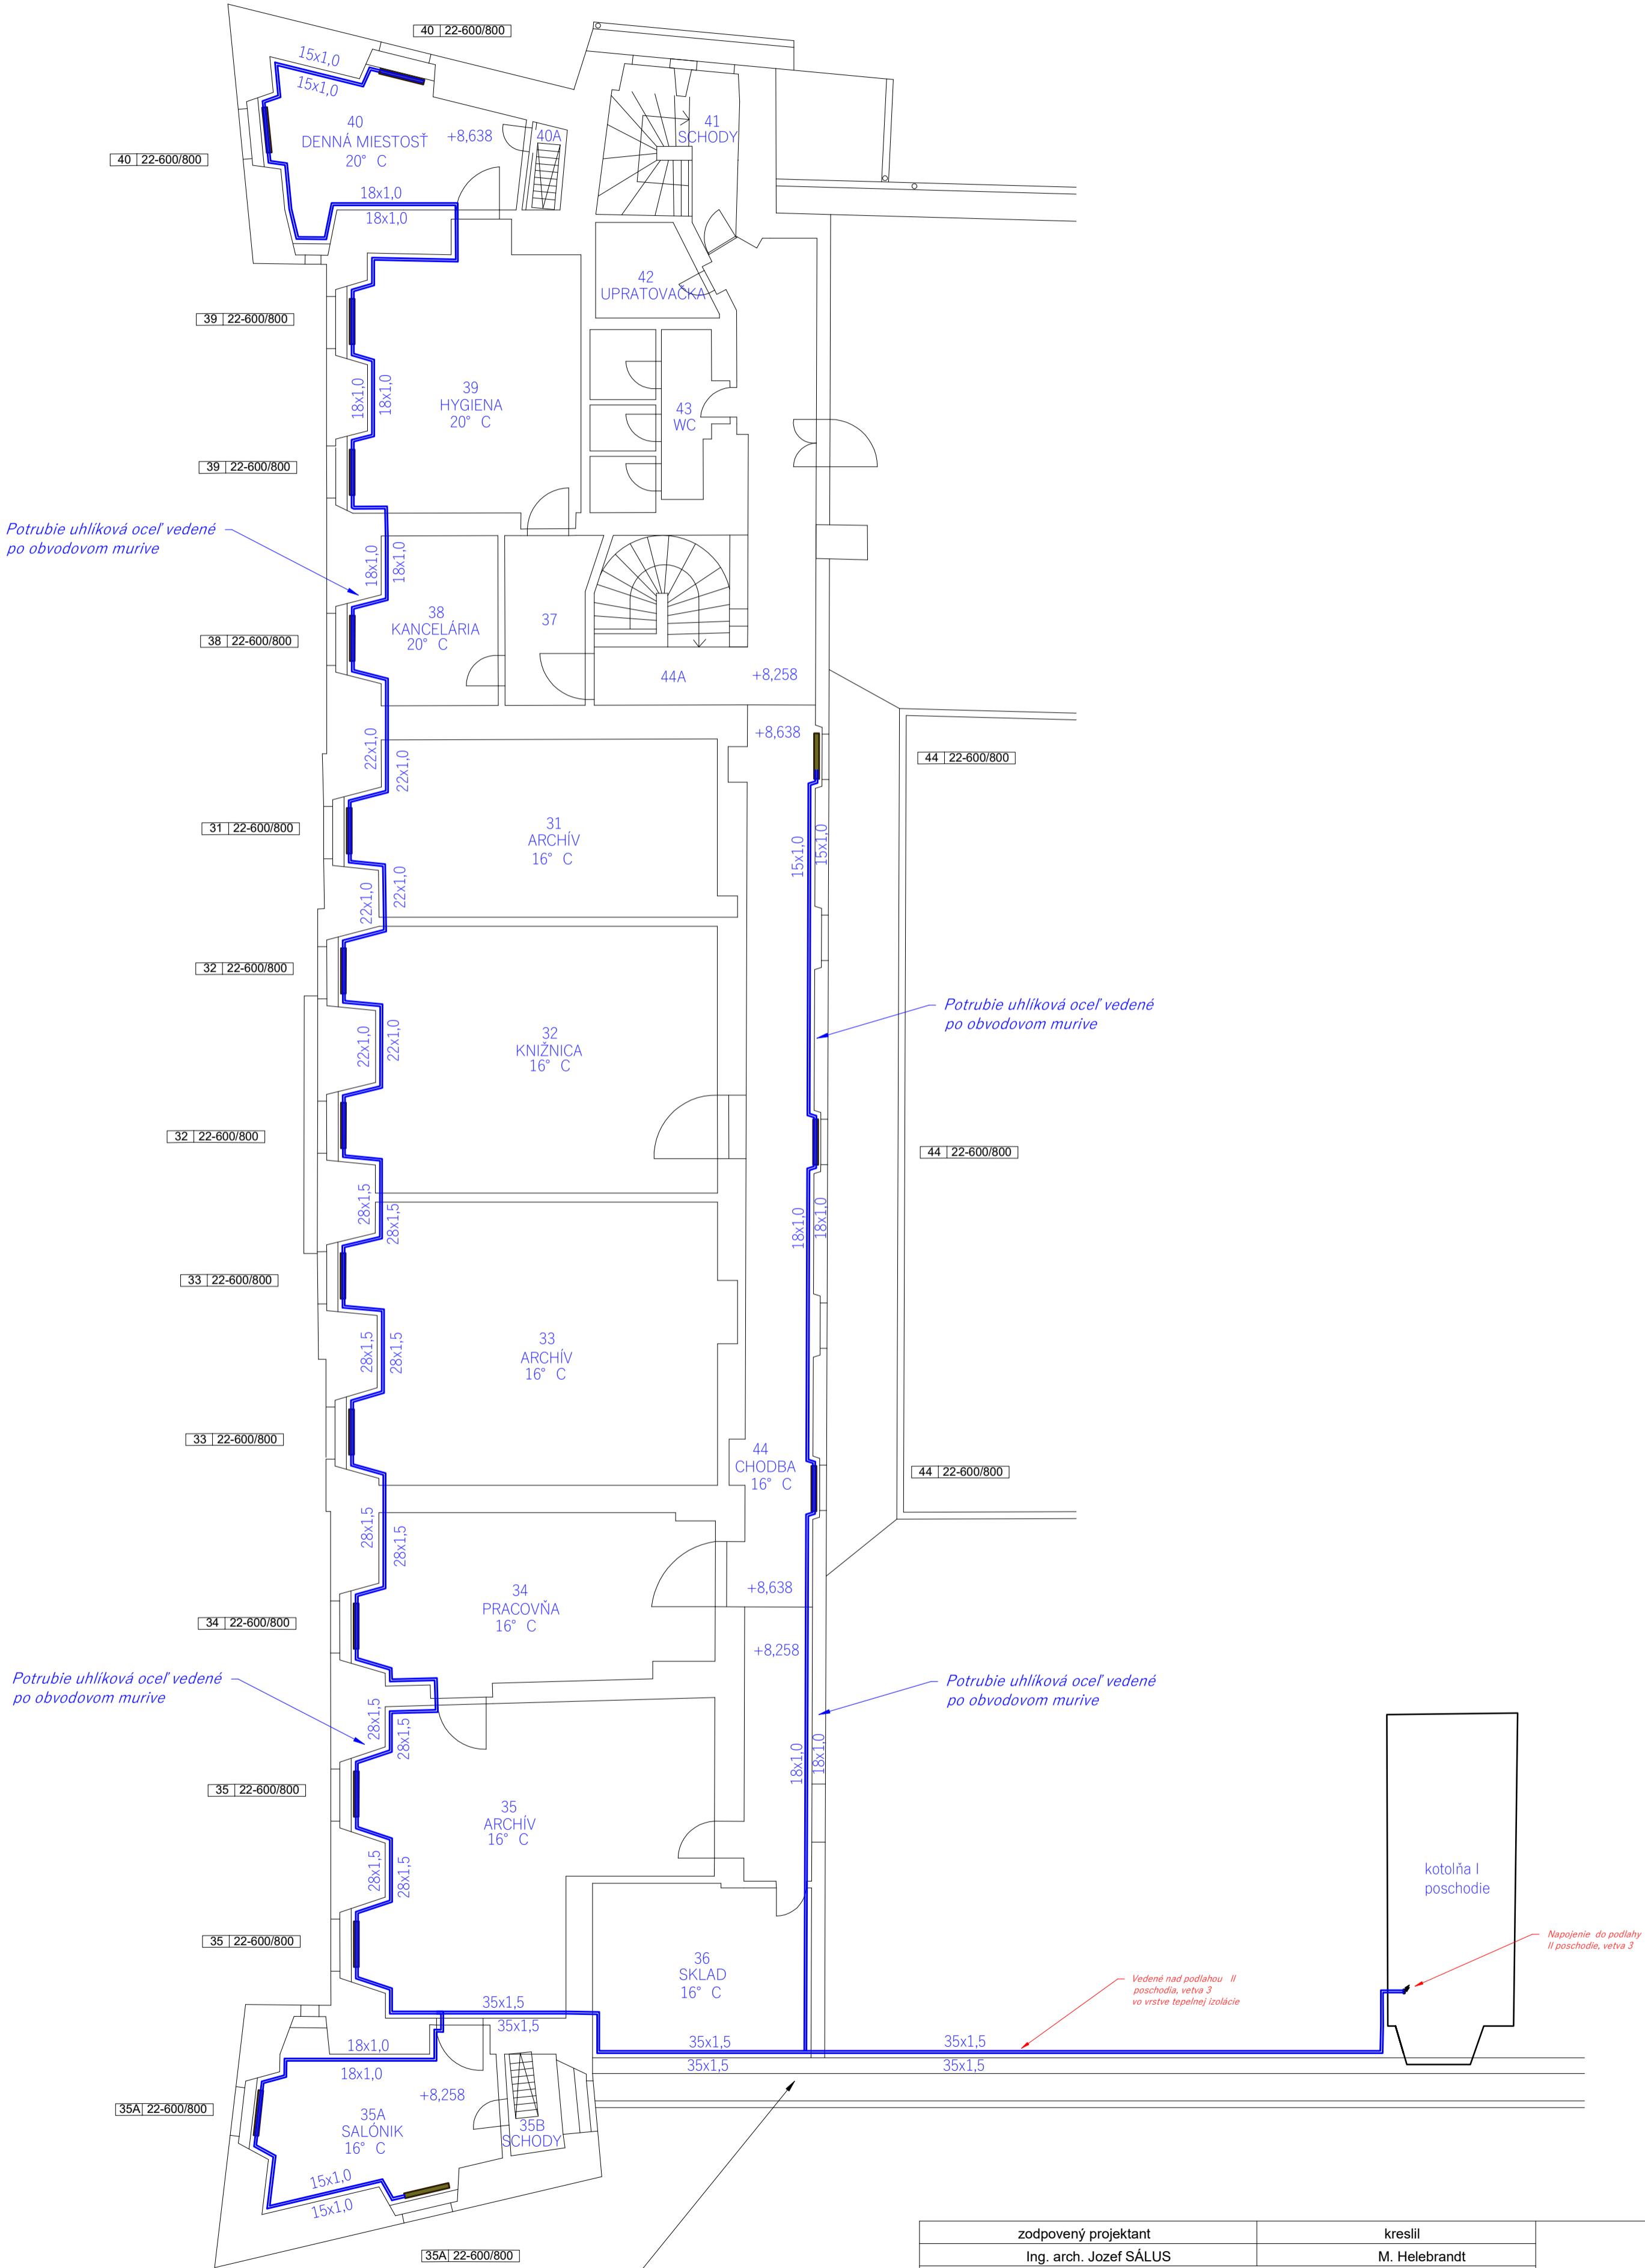 40 22-600/800
15x1,0
15x1,0
40
DENNÁ MIESTOSŤ
20° C
+8,638
40A
41
SCHODY
40 22-600/800
18x1,0
18x1,0
42
UPRATOVAČKA
39 22-600/800
18x1,0
18x1,0
39
HYGIENA
20° C
43
WC
39 22-600/800
Potrubie uhlíková oceľ vedené
po obvodovom murive
18x1,0
18x1,0
38
KANCELÁRIA
20° C
37
38 22-600/800
44A
+8,258
+8,638
22x1,0
22x1,0
44 22-600/800
31 22-600/800
31
ARCHÍV
16° C
15x1,0
15x1,0
22x1,0
22x1,0
32 22-600/800
Potrubie uhlíková oceľ vedené
po obvodovom murive
22x1,0
22x1,0
32
KNIŽNICA
16° C
32 22-600/800
44 22-600/800
28x1,5
28x1,5
18x1,0
18x1,0
33 22-600/800
28x1,5
28x1,5
33
ARCHÍV
16° C
33 22-600/800
44
CHODBA
16° C
44 22-600/800
28x1,5
28x1,5
34
PRACOVŇA
16° C
+8,638
34 22-600/800
+8,258
Potrubie uhlíková oceľ vedené
po obvodovom murive
Potrubie uhlíková oceľ vedené
po obvodovom murive
28x1,5
28x1,5
18x1,0
18x1,0
35 22-600/800
35
ARCHÍV
16° C
28x1,5
28x1,5
kotolňa I
poschodie
35 22-600/800
Napojenie do podlahy
II poschodie, vetva 3
36
SKLAD
16° C
Vedené nad podlahou II
poschodia, vetva 3
vo vrstve tepelnej izolácie
35x1,5
35x1,5
35x1,5
35x1,5
35x1,5
35x1,5
18x1,0
18x1,0
+8,258
35A 22-600/800
35A
SALÓNIK
16° C
35B
SCHODY
15x1,0
15x1,0
35A 22-600/800
zodpovený projektant kreslil
Ing. arch. Jozef SÁLUS M. Helebrandt